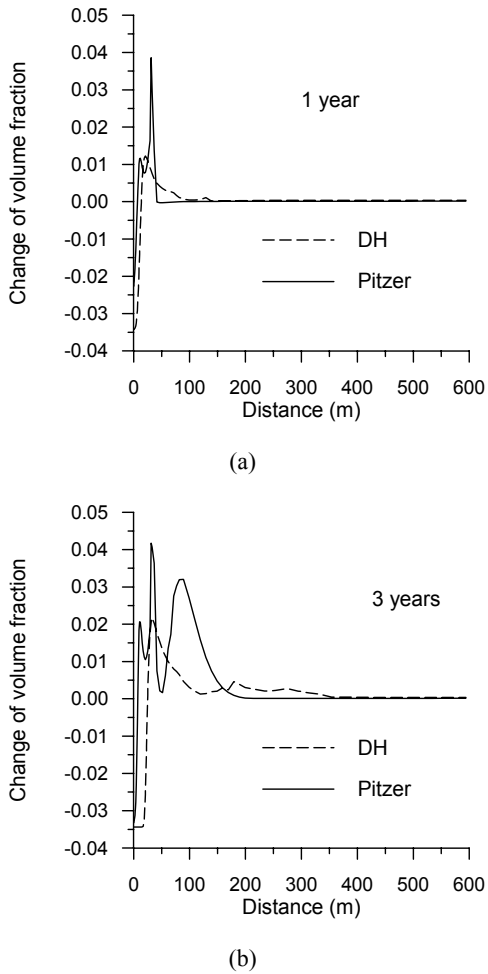 0.05
0.04
0.03
0.02
0.01
0.00
-0.01
-0.02
-0.03
-0.04
Change of volume fraction
1 year
DH
Pitzer
0 100 200 300 400 500 600
Distance (m)
(a)
0.05
0.04
0.03
0.02
0.01
0.00
-0.01
-0.02
-0.03
-0.04
Change of volume fraction
3 years
DH
Pitzer
0 100 200 300 400 500 600
Distance (m)
(b)